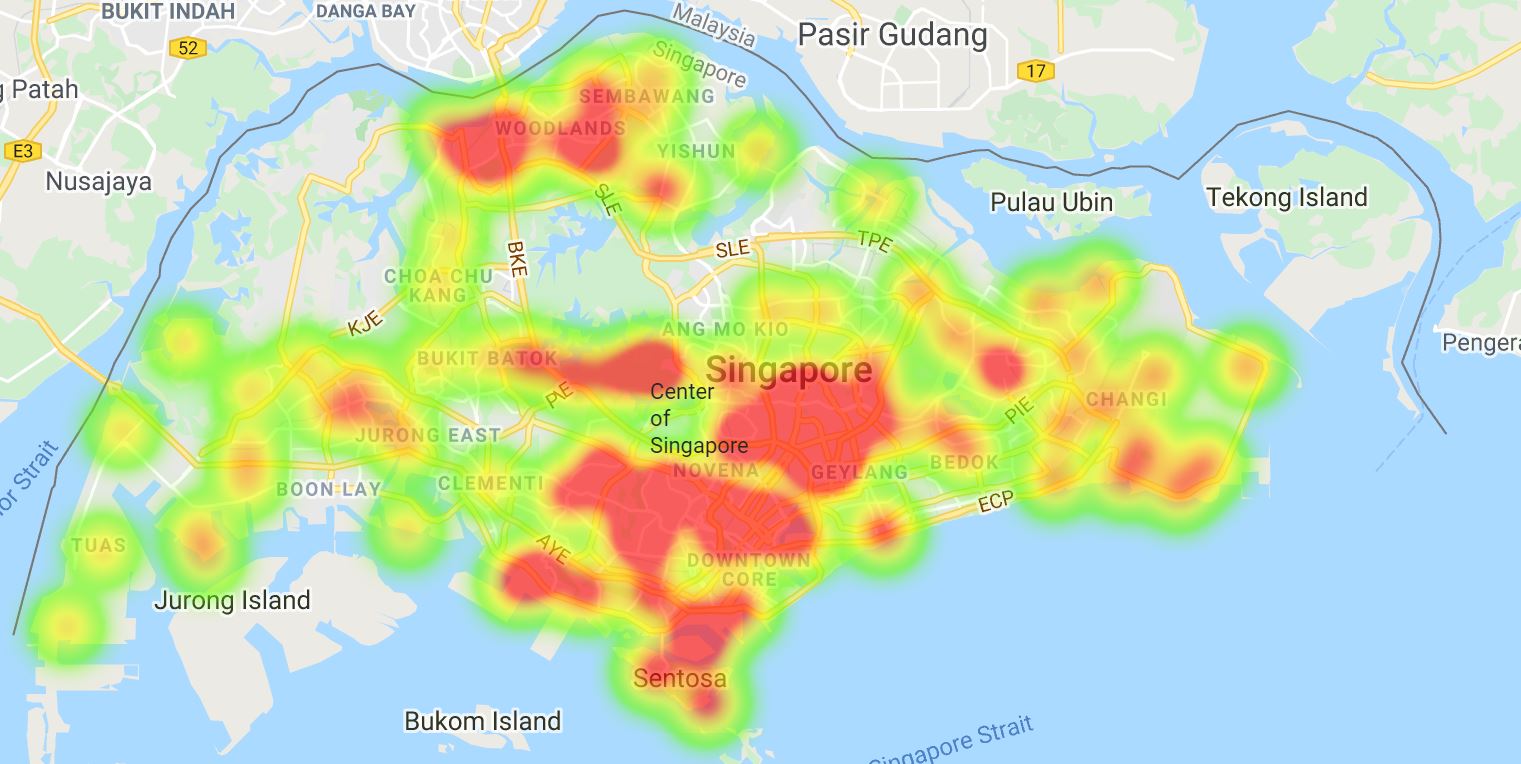 BUKIT INDAH
DANGA BAY
Malaysia
Singapore
Pasir Gudang
52
17
Patah
SEMBAWANG
WOODLANDS
E3
YISHUN
Nusajaya
SLE
Pulau Ubin
Tekong Island
BKE
SLE
TPE
CHOA CHU
KANG
KJE
ANG MO KIO
Pengera
BUKIT BATOK
Singapore
PIE
Center
of
Singapore
CHANGI
PIE
JURONG EAST
NOVENA
GEYLANG
BEDOK
CLEMENTI
BOON LAY
Strait
ECP
TUAS
AYE
DOWNTOWN
CORE
Jurong Island
Sentosa
Bukom Island
Singapore Strait